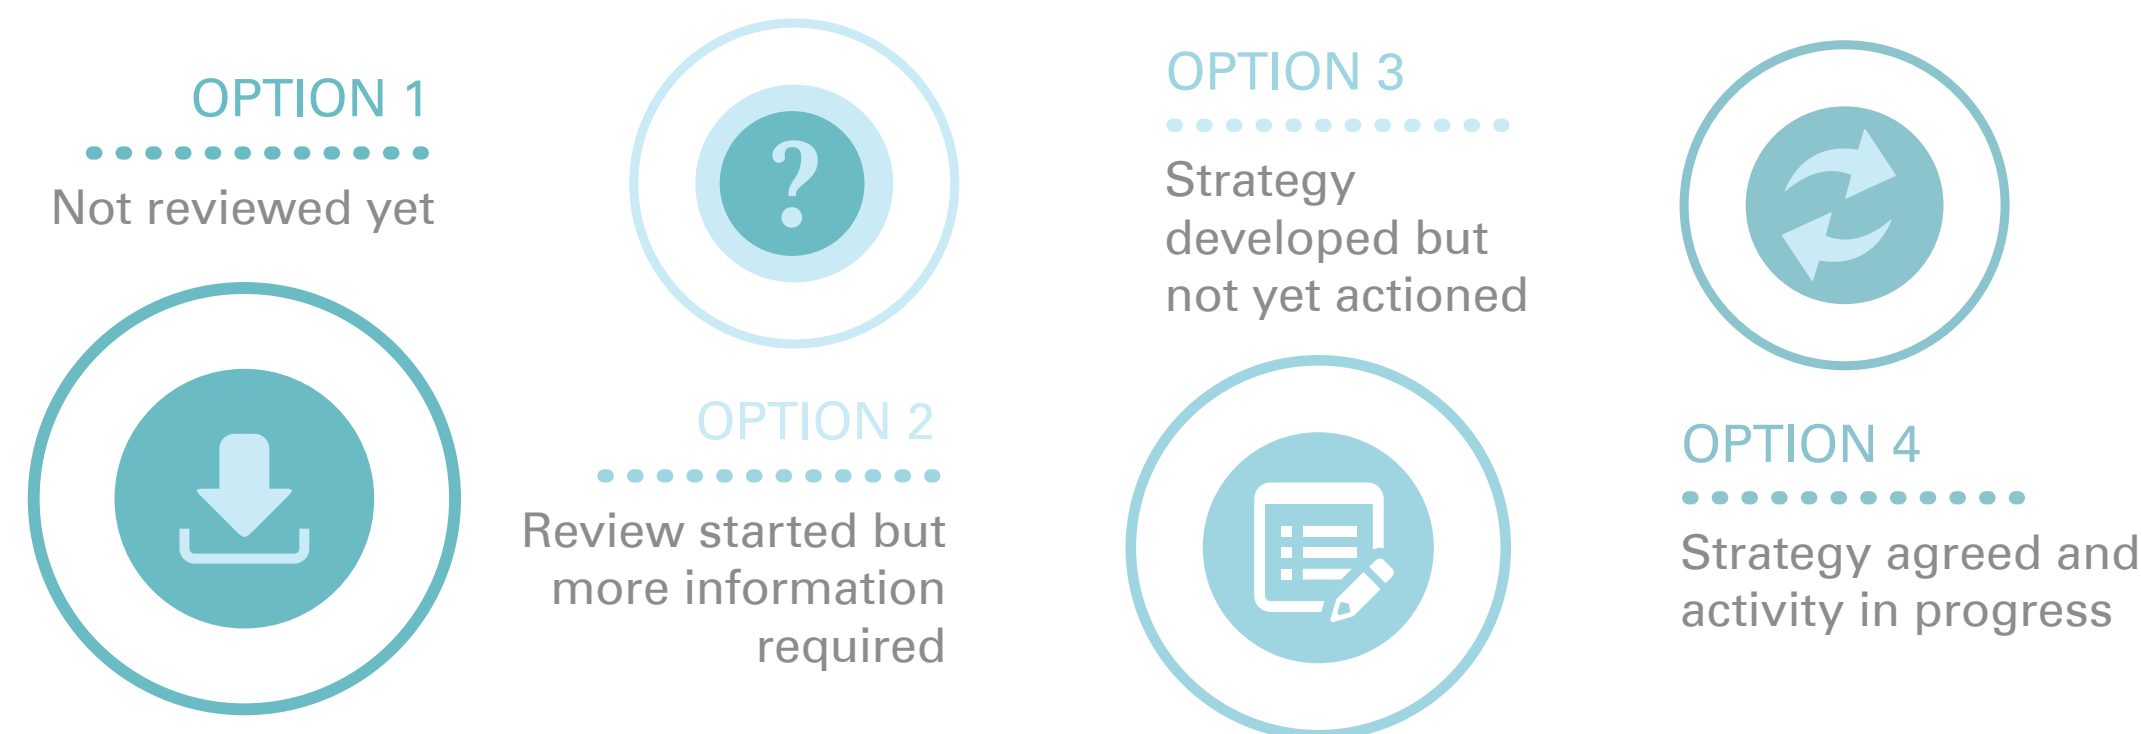 OPTION 1
Not reviewed yet
?
OPTION 2
Review started but
more information
required
OPTION 3
Strategy
developed but
not yet actioned
OPTION 4
Strategy agreed and
activity in progress